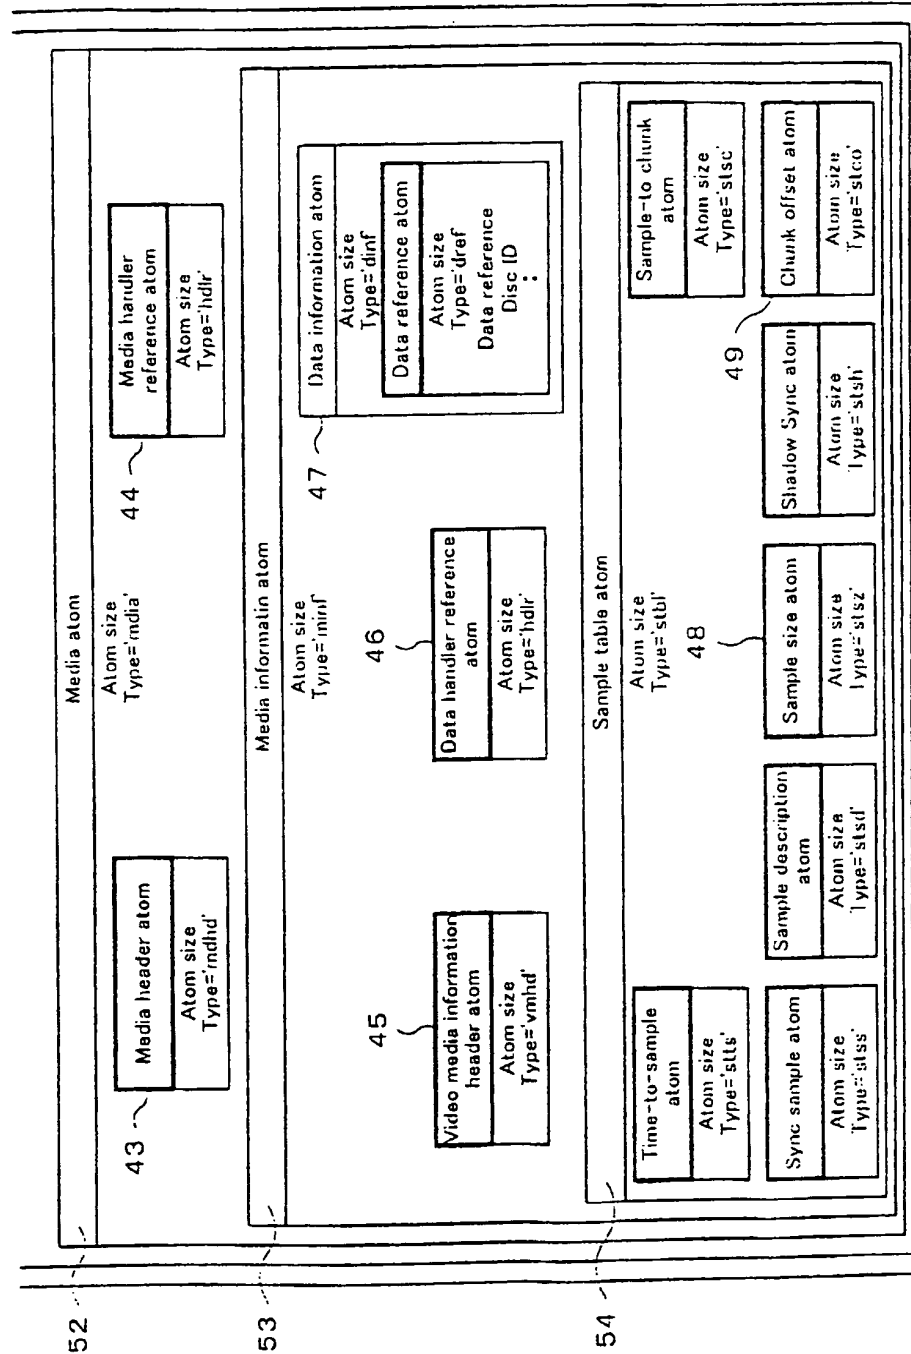 52
Media atom
Atom size
Type='mdia'
43
Media header atom
Atom size
Type='mdhd'
44
Media handler
reference atom
Atom size
Type='hdlr'
53
Media informatin atom
Atom size
Type='minf'
45
Video media information
header atom
Atom size
Type='vmhd'
46
Data handler reference
atom
Atom size
Type='hdlr'
47
Data information atom
Atom size
Type='dinf'
Data reference atom
Atom size
Type='dref'
Data reference
Disc ID
:
54
Sample table atom
Atom size
Type='stbl'
Time-to-sample
atom
Atom size
Type='stts'
Sample-to chunk
atom
Atom size
Type='stsc'
Sync sample atom
Atom size
Type='stss'
Sample description
atom
Atom size
Type='stsd'
48
Sample size atom
Atom size
Type='stsz'
Shadow Sync atom
Atom size
Type='stsh'
49
Chunk offset atom
Atom size
Type='stco'